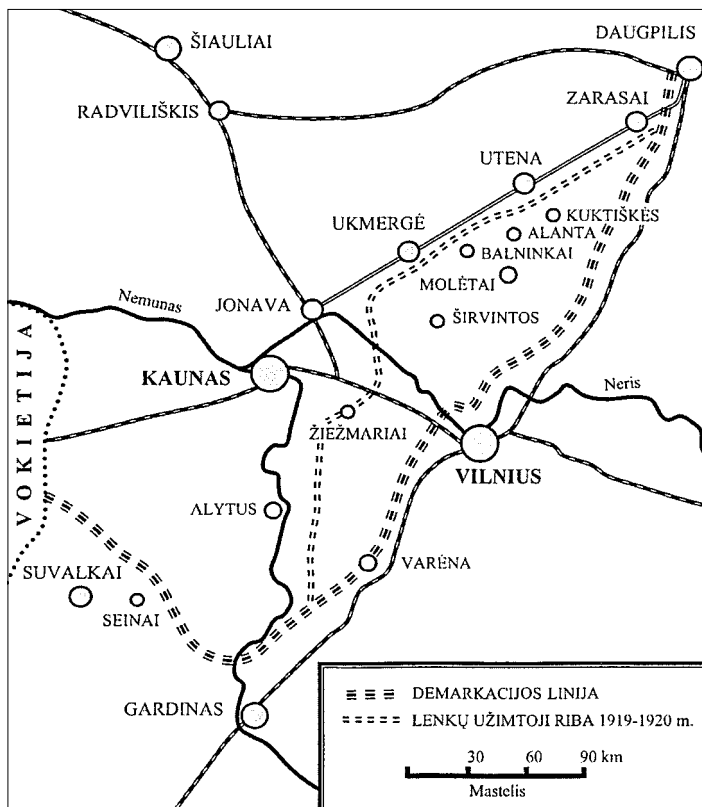 DAUGPILIS
ŠIAULIAI
RADVILIŠKIS
ZARASAI
UTENA
KUKTIŠKĖS
UKMERGĖ
ALANTA
BALNINKAI
MOLĖTAI
Nemunas
JONAVA
ŠIRVINTOS
VOKIETIJA
KAUNAS
Neris
ŽIEŽMARIAI
VILNIUS
ALYTUS
VARĖNA
SUVALKAI
SEINAI
GARDINAS
DEMARKACIJOS LINIJA
LENKŲ UŽIMTOJI RIBA 1919-1920 m.
30 60 90 km
Mastelis